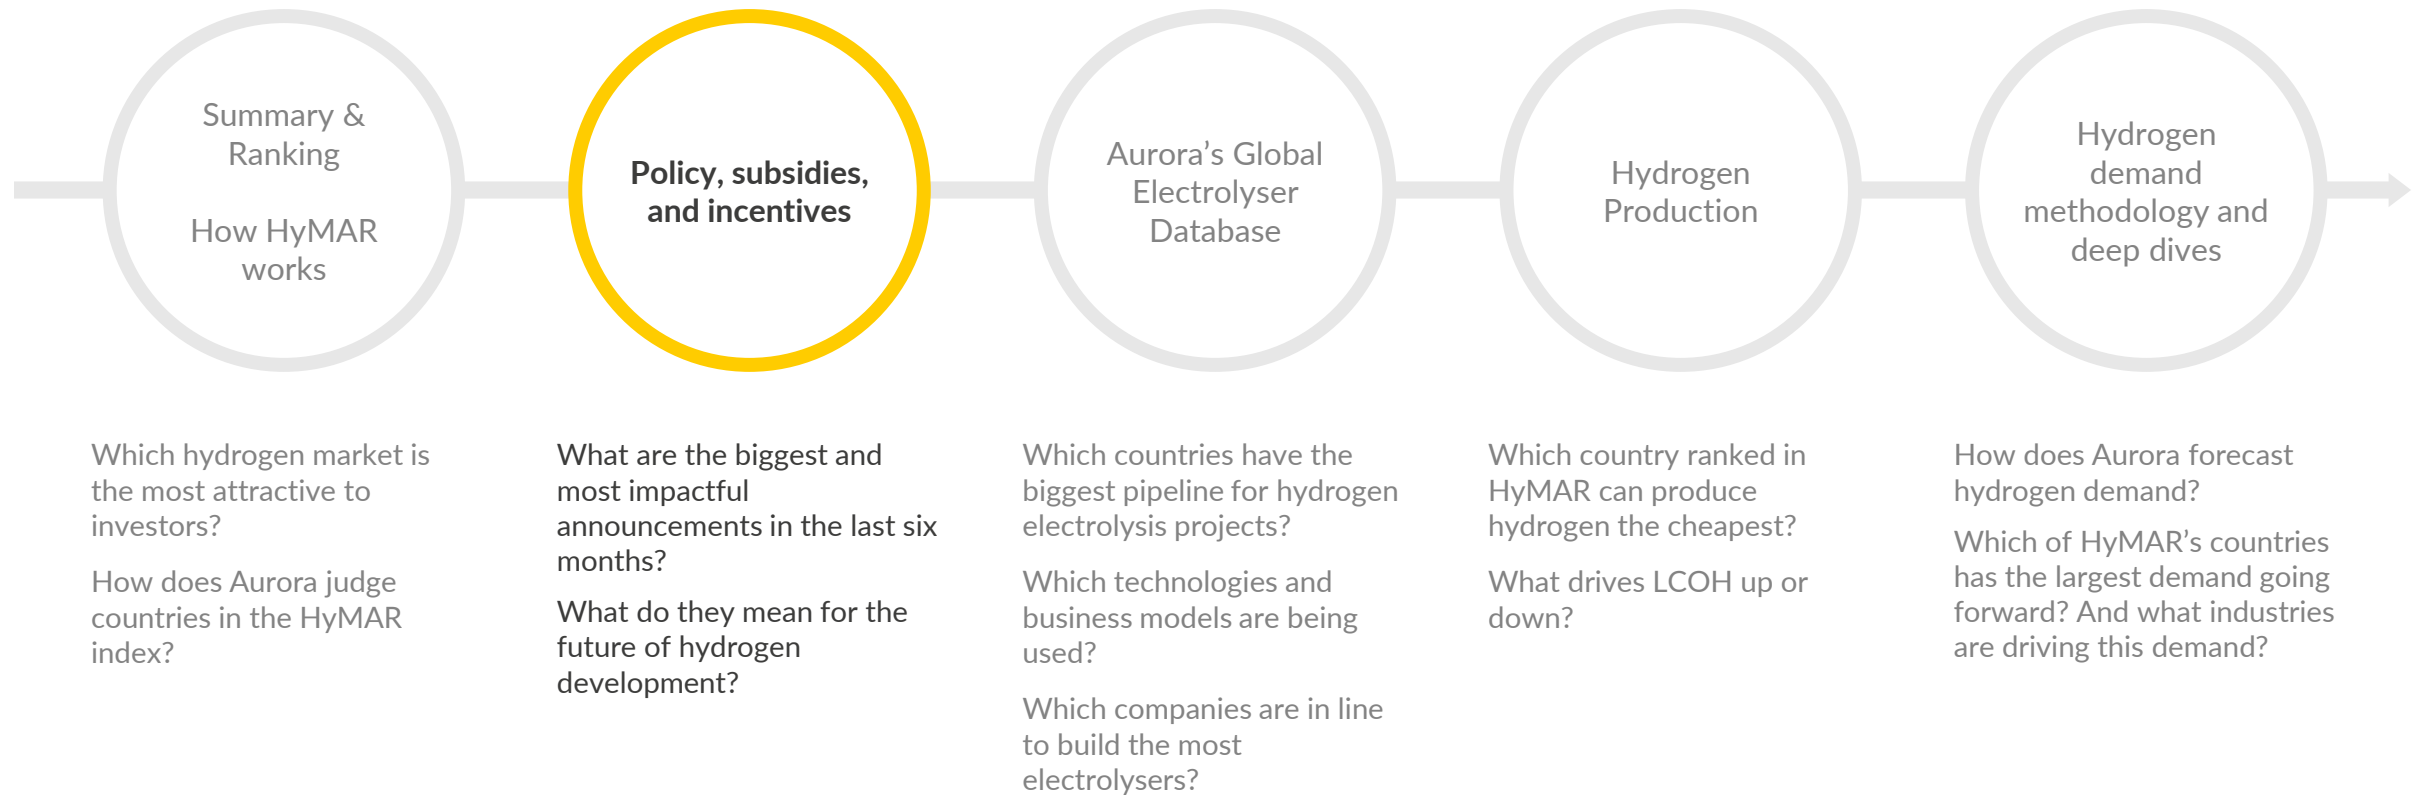 Summary &
Ranking
How HyMAR
works
Policy, subsidies,
and incentives
Aurora’s Global
Electrolyser
Database
Hydrogen
Production
Hydrogen
demand
methodology and
deep dives
Which hydrogen market is
the most attractive to
investors?
How does Aurora judge
countries in the HyMAR
index?
What are the biggest and
most impactful
announcements in the last six
months?
What do they mean for the
future of hydrogen
development?
Which countries have the
biggest pipeline for hydrogen
electrolysis projects?
Which technologies and
business models are being
used?
Which companies are in line
to build the most
electrolysers?
Which country ranked in
HyMAR can produce
hydrogen the cheapest?
What drives LCOH up or
down?
How does Aurora forecast
hydrogen demand?
Which of HyMAR’s countries
has the largest demand going
forward? And what industries
are driving this demand?